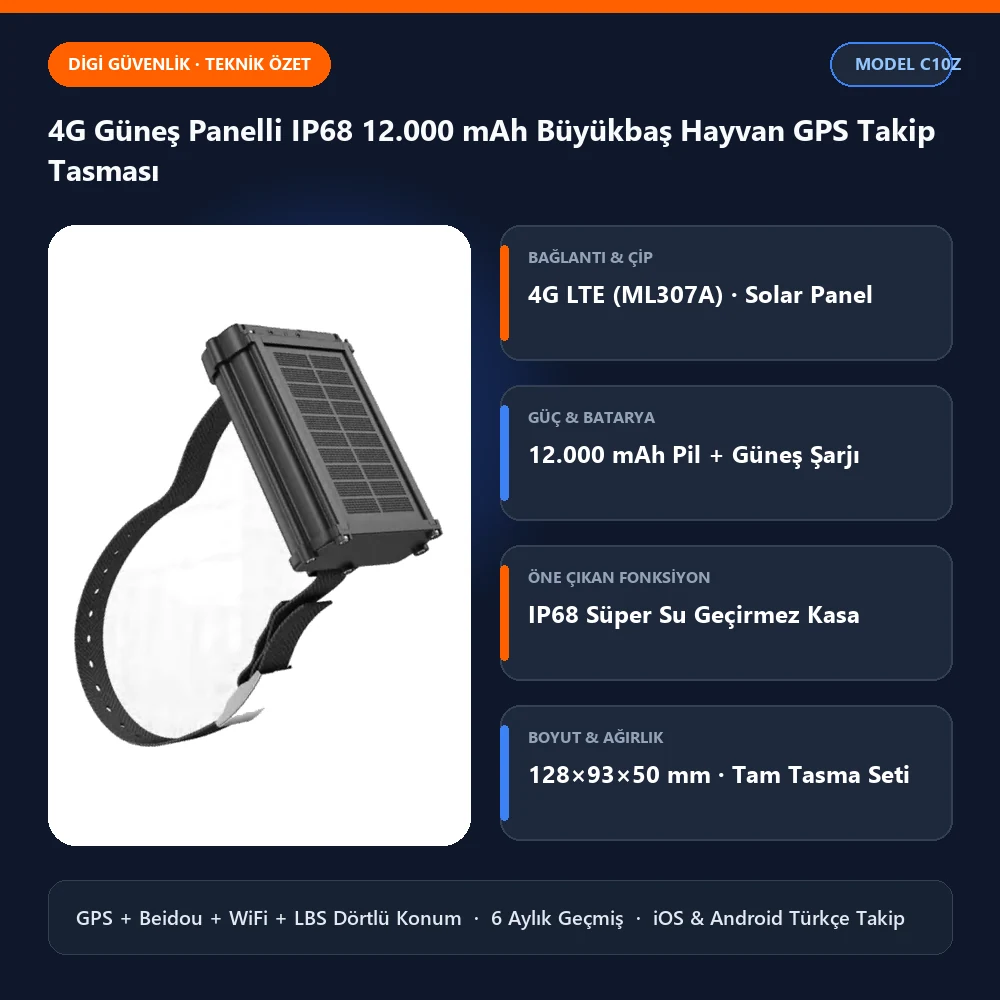 DİGİ GÜVENLİK · TEKNİK ÖZET
MODEL C10Z
4G Güneş Panelli IP68 12.000 mAh Büyükbaş Hayvan GPS Takip
Tasması
BAĞLANTI & ÇİP
4G LTE (ML307A) · Solar Panel
GÜÇ & BATARYA
12.000 mAh Pil + Güneş Şarjı
ÖNE ÇIKAN FONKSİYON
IP68 Süper Su Geçirmez Kasa
BOYUT & AĞIRLIK
128×93×50 mm · Tam Tasma Seti
GPS + Beidou + WiFi + LBS Dörtlü Konum · 6 Aylık Geçmiş · iOS & Android Türkçe Takip